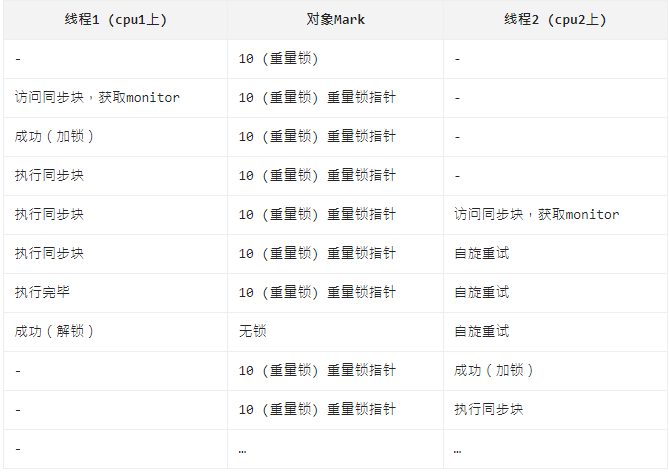 线程1 (cpu1上) 对象Mark 线程2 (cpu2上)
- 10 (重量锁) -
访问同步块，获取monitor 10 (重量锁) 重量锁指针 -
成功（加锁） 10 (重量锁) 重量锁指针 -
执行同步块 10 (重量锁) 重量锁指针 -
执行同步块 10 (重量锁) 重量锁指针 访问同步块，获取monitor
执行同步块 10 (重量锁) 重量锁指针 自旋重试
执行完毕 10 (重量锁) 重量锁指针 自旋重试
成功（解锁） 无锁 自旋重试
- 10 (重量锁) 重量锁指针 成功（加锁）
- 10 (重量锁) 重量锁指针 执行同步块
- … …